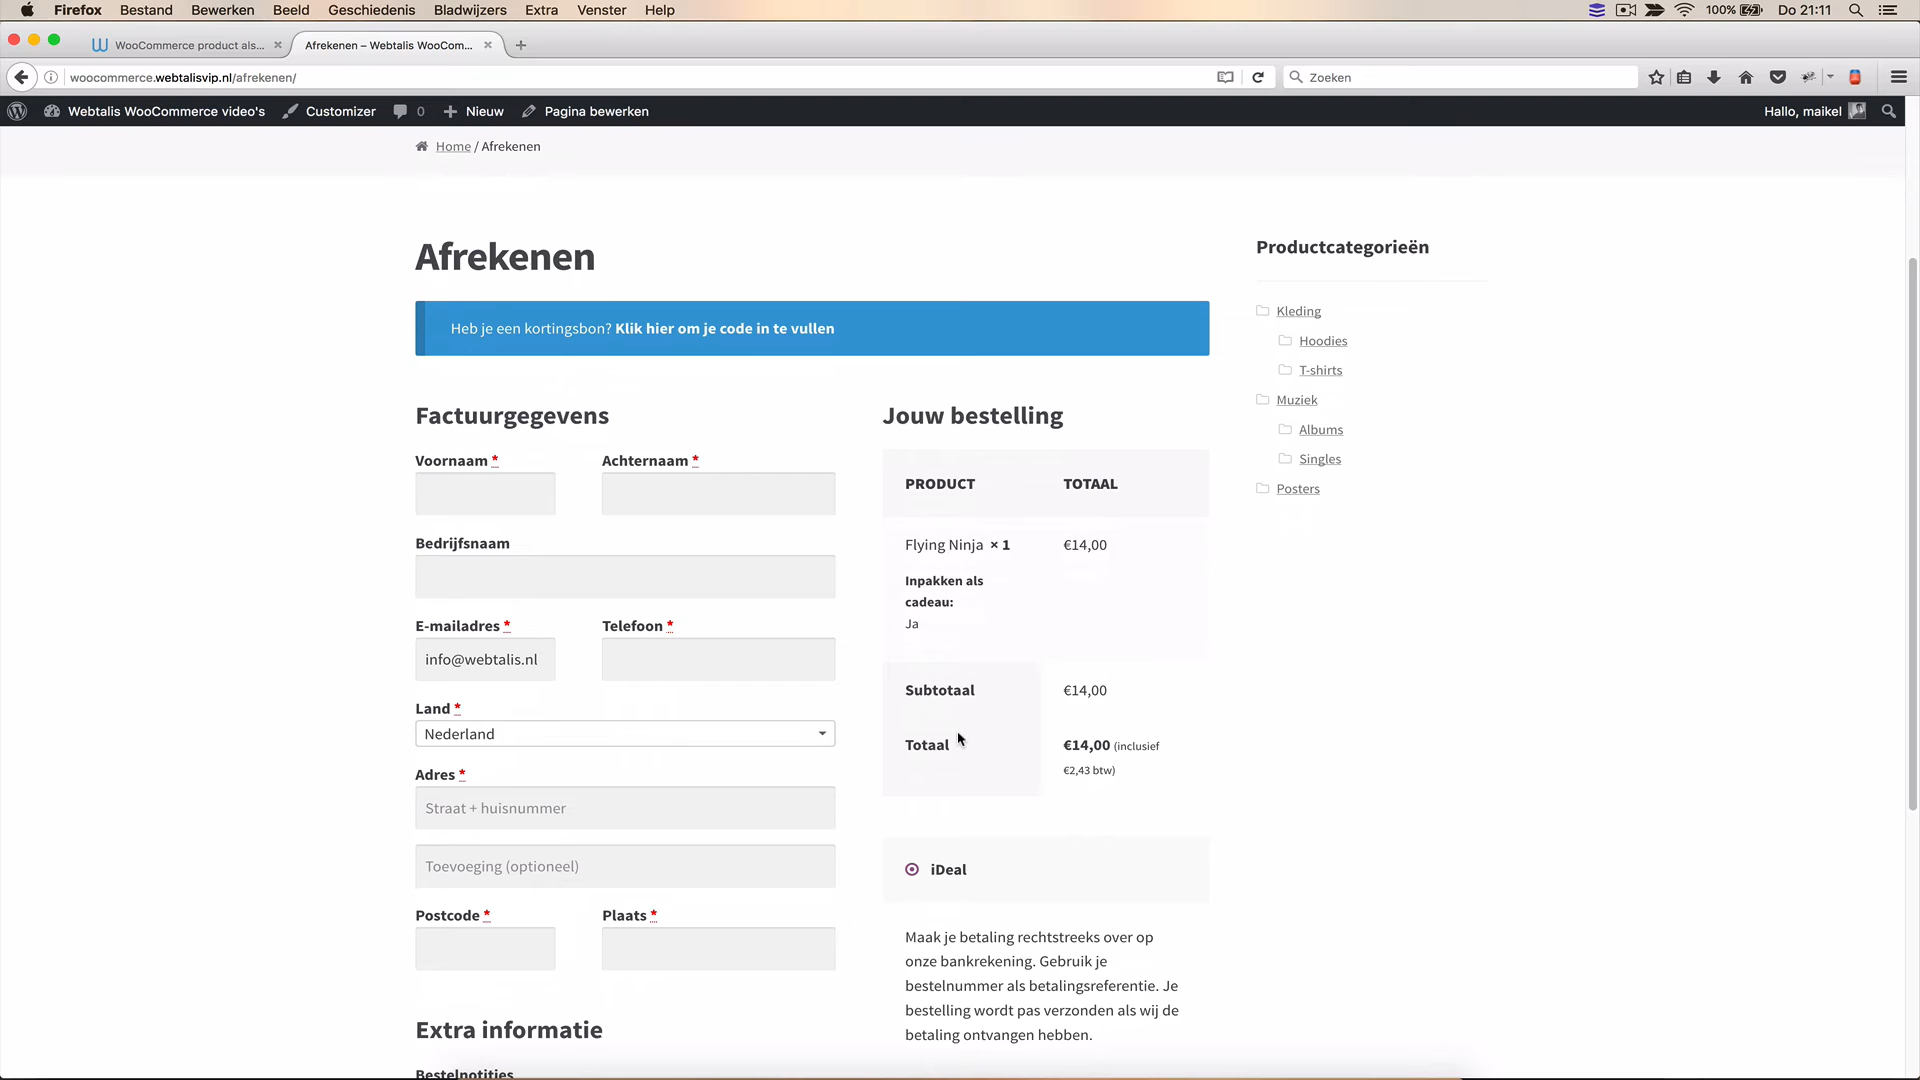 Firefox Bestand Bewerken Beeld Geschiedenis Bladwijzers Extra Venster Help 100% Do 21:11
WooCommerce product als...
Afrekenen – Webtalis WooCom...
woocommerce.webtalisvip.nl/afrekenen/
Zoeken
Webtalis WooCommerce video's Customizer 0 Nieuw Pagina bewerken Hallo, maikel
Home / Afrekenen
Afrekenen
Heb je een kortingsbon? Klik hier om je code in te vullen
Factuurgegevens
Voornaam *
Achternaam *
Bedrijfsnaam
E-mailadres *
Telefoon *
info@webtalis.nl
Land *
Nederland
Adres *
Straat + huisnummer
Toevoeging (optioneel)
Postcode *
Plaats *
Extra informatie
Bestelnotities
Jouw bestelling
PRODUCT TOTAAL
Flying Ninja × 1 €14,00
Inpakken als
cadeau:
Ja
Subtotaal €14,00
Totaal €14,00 (inclusief
€2,43 btw)
iDeal
Maak je betaling rechtstreeks over op
onze bankrekening. Gebruik je
bestelnummer als betalingsreferentie. Je
bestelling wordt pas verzonden als wij de
betaling ontvangen hebben.
Productcategorieën
Kleding
Hoodies
T-shirts
Muziek
Albums
Singles
Posters